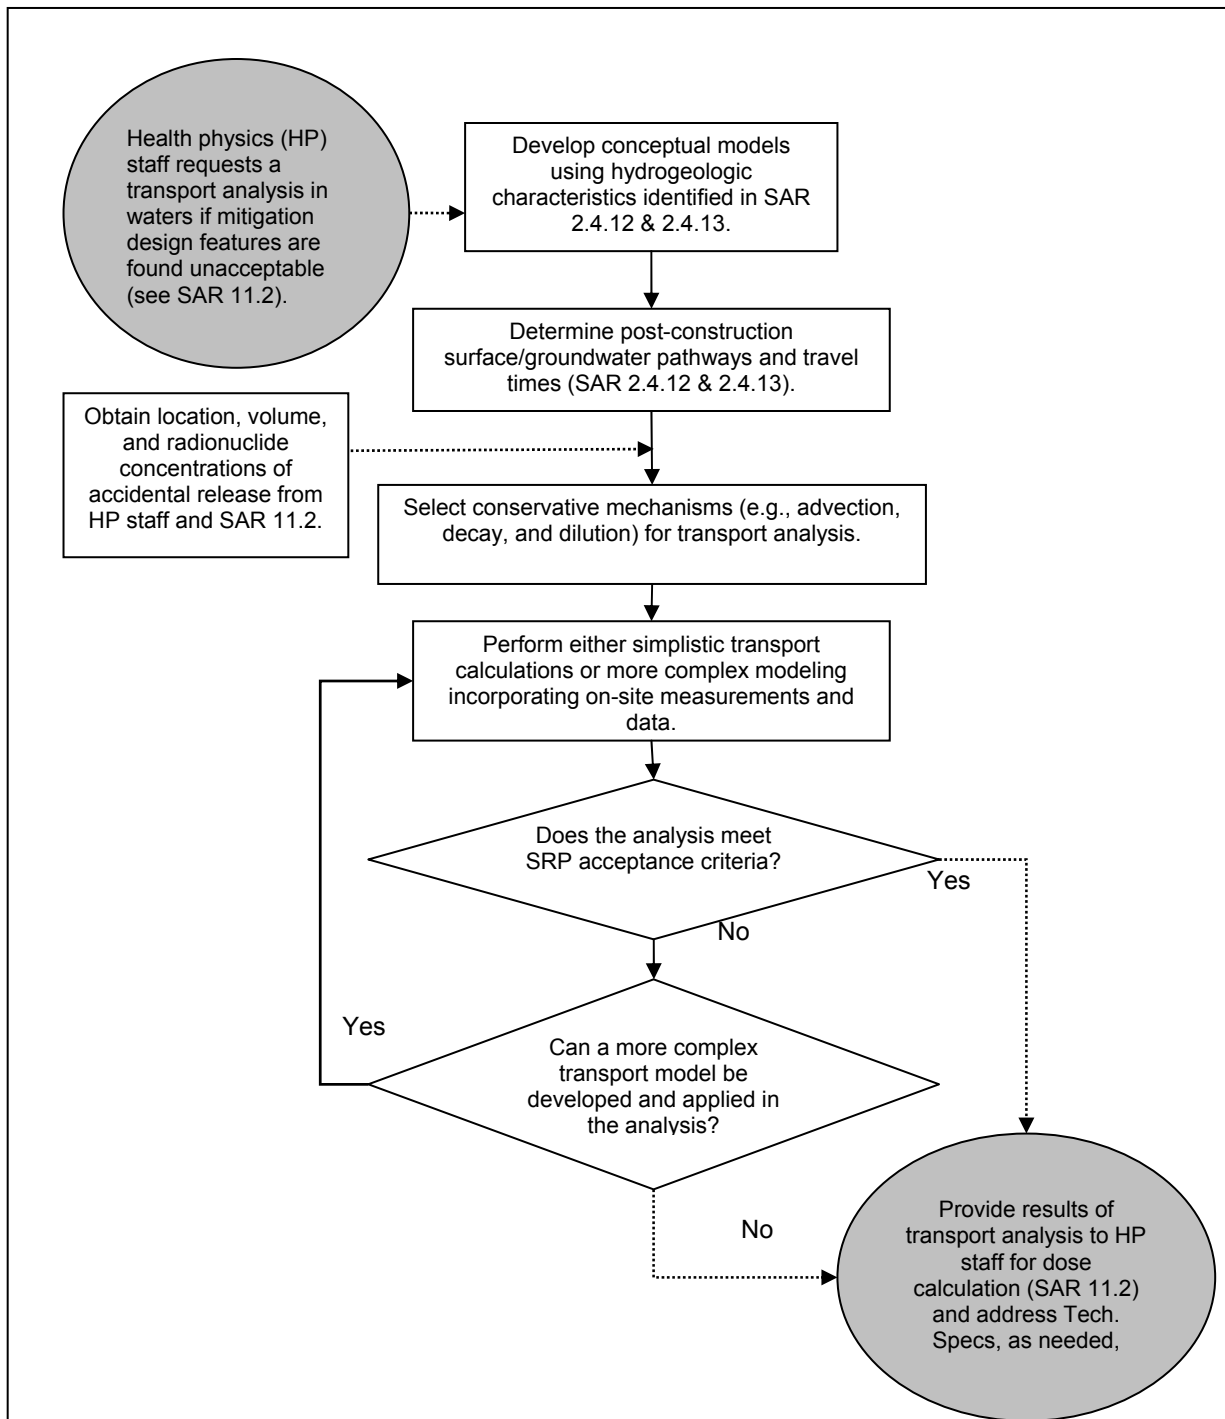 Health physics (HP)
staff requests a
transport analysis in
waters if mitigation
design features are
found unacceptable
(see SAR 11.2).
Develop conceptual models
using hydrogeologic
characteristics identified in SAR
2.4.12 & 2.4.13.
Determine post-construction
surface/groundwater pathways and travel
times (SAR 2.4.12 & 2.4.13).
Obtain location, volume,
and radionuclide
concentrations of
accidental release from
HP staff and SAR 11.2.
Select conservative mechanisms (e.g., advection,
decay, and dilution) for transport analysis.
Perform either simplistic transport
calculations or more complex modeling
incorporating on-site measurements and
data.
Does the analysis meet
SRP acceptance criteria?
Yes
No
Yes
Can a more complex
transport model be
developed and applied in
the analysis?
No
Provide results of
transport analysis to HP
staff for dose
calculation (SAR 11.2)
and address Tech.
Specs, as needed,